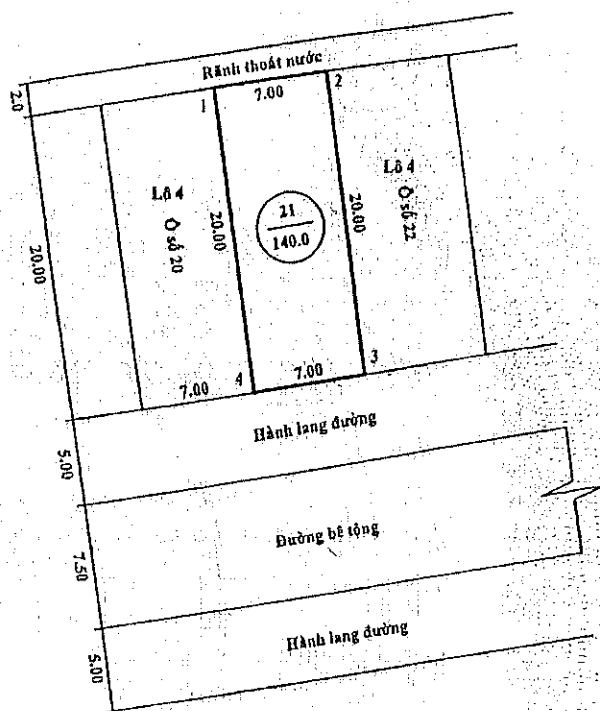 Rãnh thoát nước
2.0
1
7.00
2
Lô 4
Ô số 20
20.00
21
140.0
20.00
Lô 4
Ô số 22
20.00
7.00
4
7.00
3
5.00
Hành lang đường
7.50
Đường bê tông
5.00
Hành lang đường